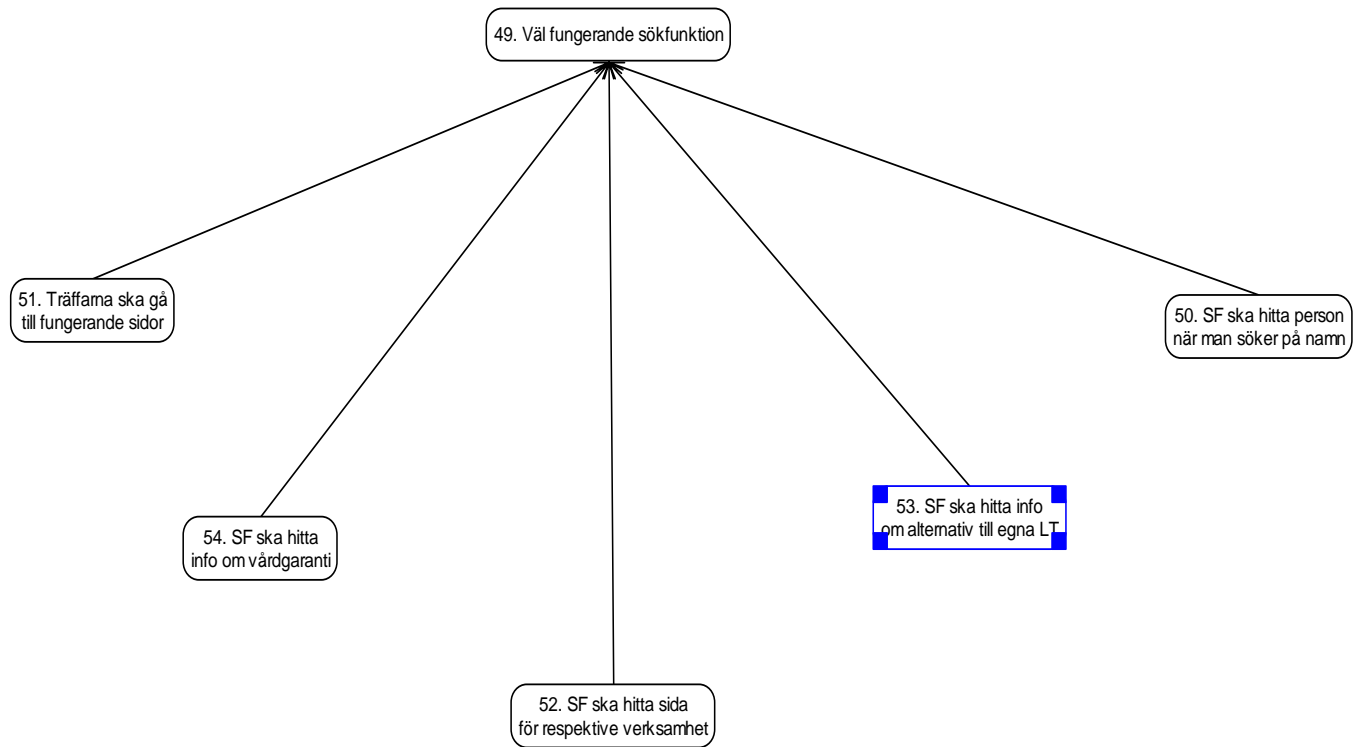 49. Väl fungerande sökfunktion
51. Träffarna ska gå
till fungerande sidor
50. SF ska hitta person
när man söker på namn
54. SF ska hitta
info om vårdgaranti
53. SF ska hitta info
om alternativ till egna LT
52. SF ska hitta sida
för respektive verksamhet